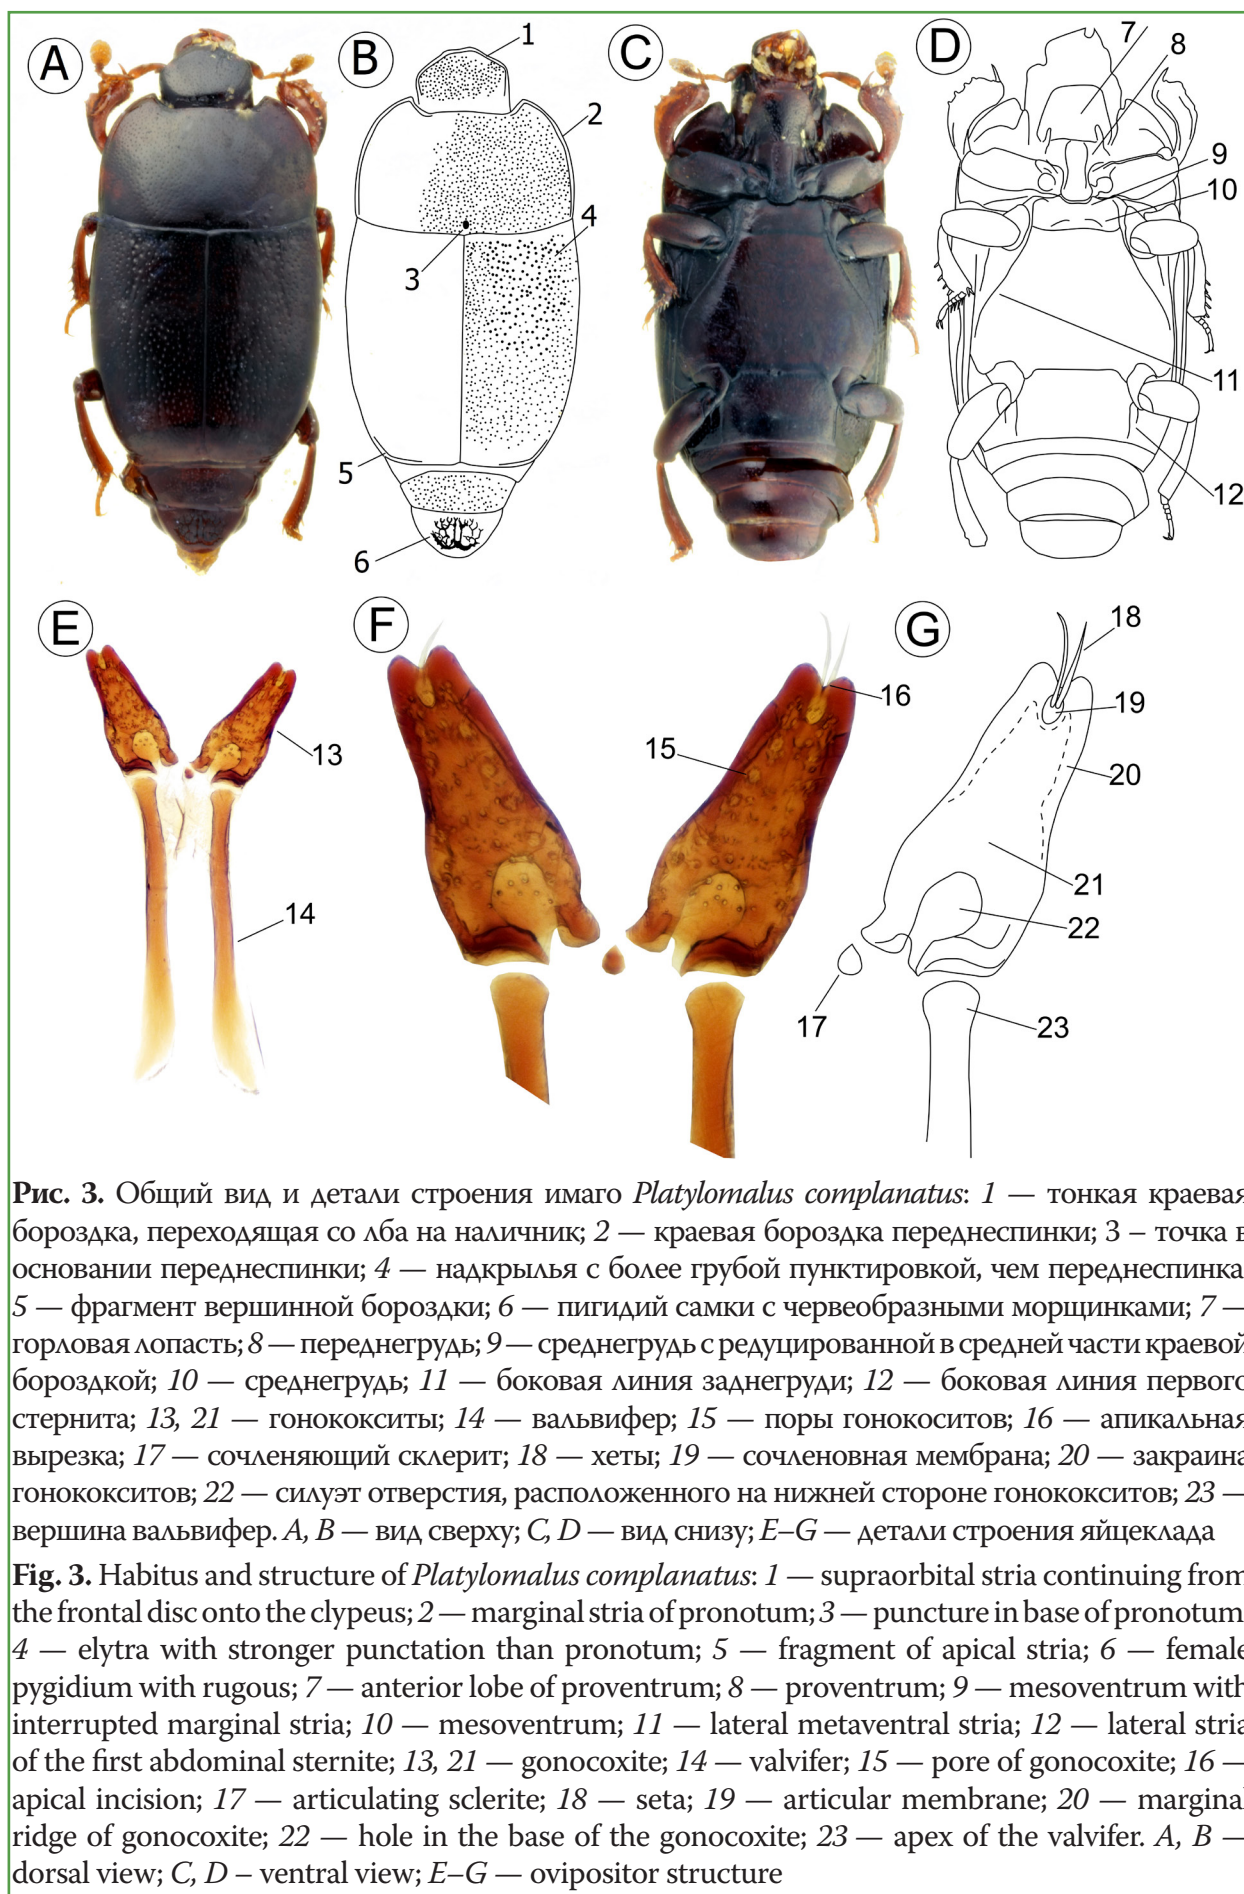 A
B
C
D
1
2
3
4
5
6
7
8
9
10
11
12
E
F
G
13
14
15
16
17
18
19
20
21
22
23
Рис. 3. Общий вид и детали строения имаго Platylomalus complanatus: 1 — тонкая краевая
бороздка, переходящая со лба на наличник; 2 — краевая бороздка переднеспинки; 3 – точка в
основании переднеспинки; 4 — надкрылья с более грубой пунктировкой, чем переднеспинка
5 — фрагмент вершинной бороздки; 6 — пигидий самки с червеобразными морщинками; 7 —
горловая лопасть; 8 — переднегрудь; 9 — среднегрудь с редуцированной в средней части краевой
бороздкой; 10 — среднегрудь; 11 — боковая линия заднегруди; 12 — боковая линия первого
стернита; 13, 21 — гонококситы; 14 — вальвифер; 15 — поры гонокоситов; 16 — апикальная
вырезка; 17 — сочленяющий склерит; 18 — хеты; 19 — сочленовная мембрана; 20 — закраина
гонококситов; 22 — силуэт отверстия, расположенного на нижней стороне гонококситов; 23 —
вершина вальвифер. A, B — вид сверху; C, D — вид снизу; E–G — детали строения яйцеклада
Fig. 3. Habitus and structure of Platylomalus complanatus: 1 — supraorbital stria continuing from
the frontal disc onto the clypeus; 2 — marginal stria of pronotum; 3 — puncture in base of pronotum
4 — elytra with stronger punctation than pronotum; 5 — fragment of apical stria; 6 — female
pygidium with rugous; 7 — anterior lobe of proventrum; 8 — proventrum; 9 — mesoventrum with
interrupted marginal stria; 10 — mesoventrum; 11 — lateral metaventral stria; 12 — lateral stria
of the first abdominal sternite; 13, 21 — gonocoxite; 14 — valvifer; 15 — pore of gonocoxite; 16 —
apical incision; 17 — articulating sclerite; 18 — seta; 19 — articular membrane; 20 — marginal
ridge of gonocoxite; 22 — hole in the base of the gonocoxite; 23 — apex of the valvifer. A, B —
dorsal view; C, D – ventral view; E–G — ovipositor structure